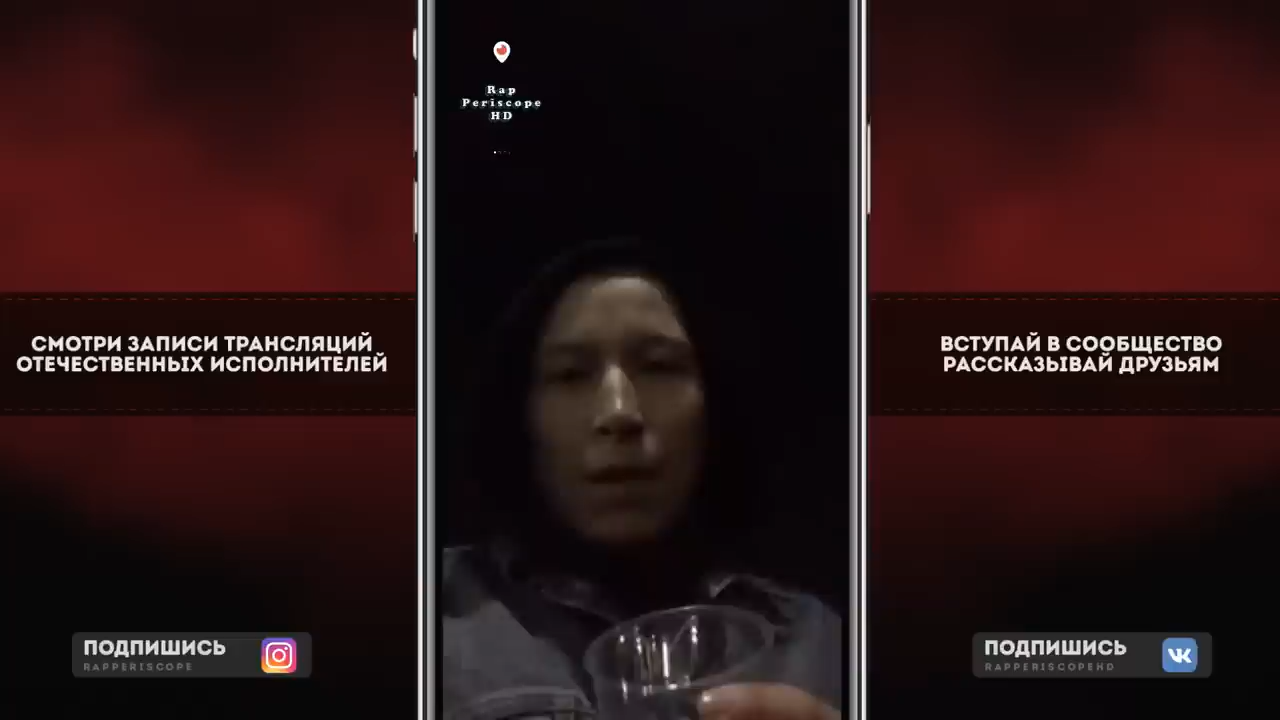 Rap
Periscope
HD
СМОТРИ ЗАПИСИ ТРАНСЛЯЦИЙ
ОТЕЧЕСТВЕННЫХ ИСПОЛНИТЕЛЕЙ
ВСТУПАЙ В СООБЩЕСТВО
РАССКАЗЫВАЙ ДРУЗЬЯМ
ПОДПИШИСЬ
RAPPERISCOPE
ПОДПИШИСЬ
RAPPERISCOPEHD